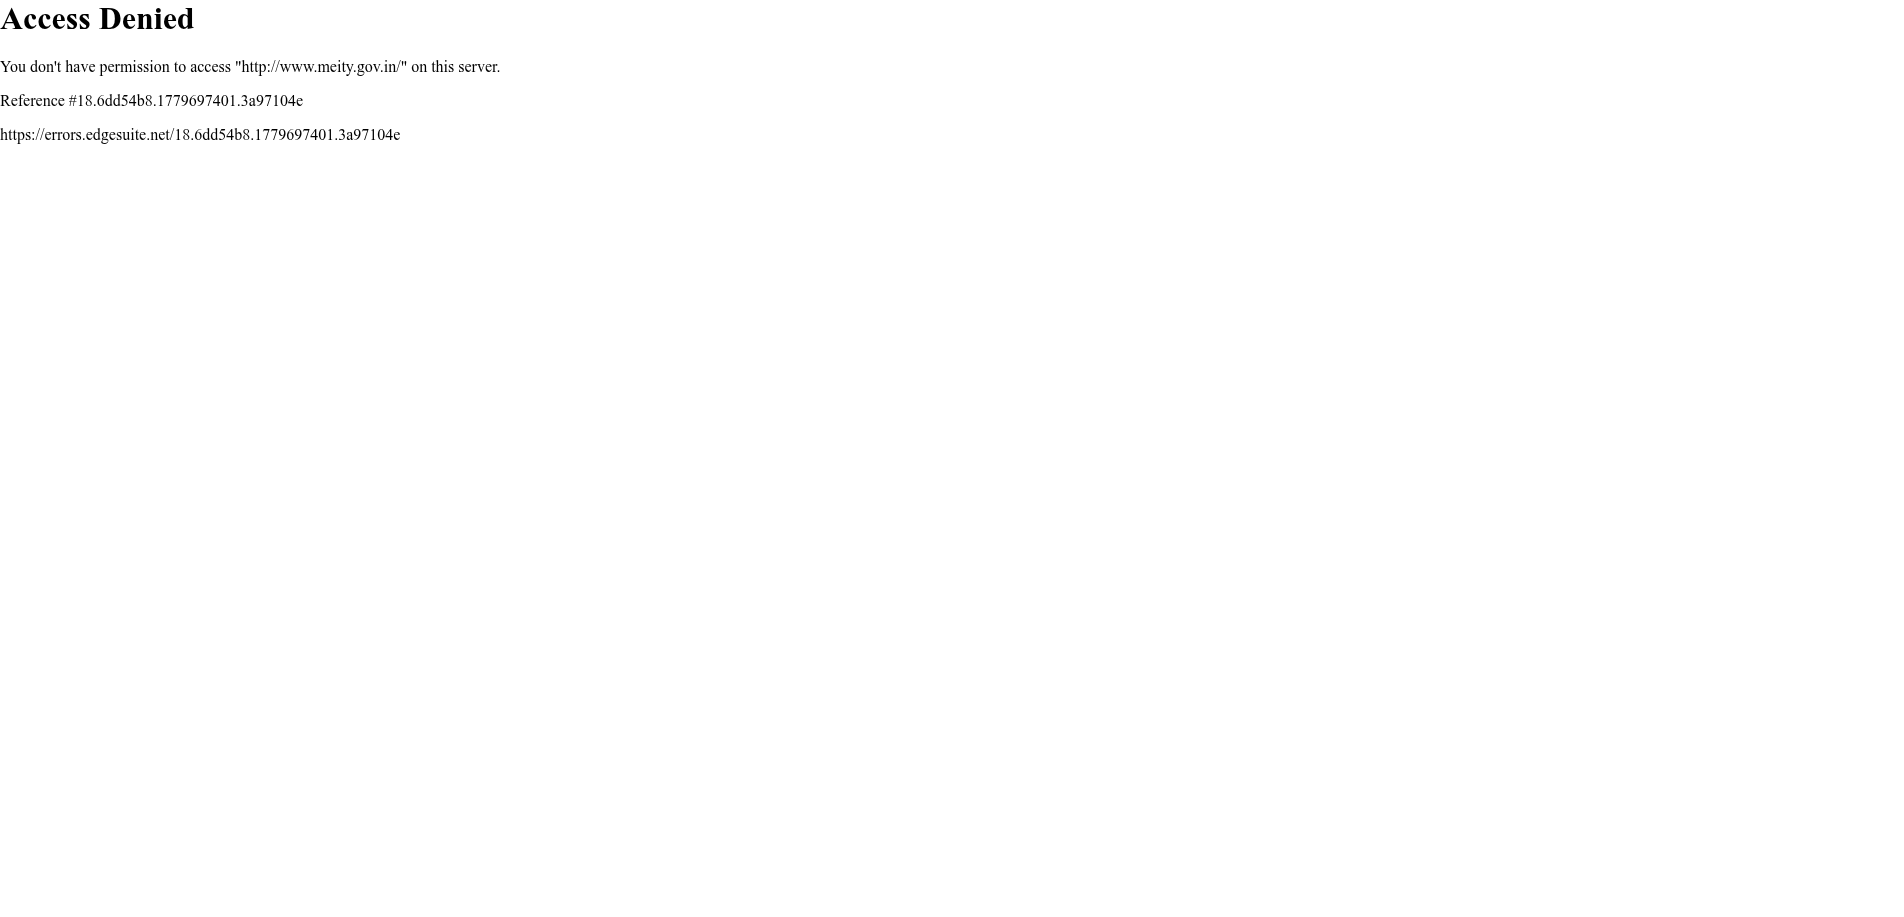 Access Denied
You don't have permission to access "http://www.meity.gov.in/" on this server.
Reference #18.6dd54b8.1779697401.3a97104e
https://errors.edgesuite.net/18.6dd54b8.1779697401.3a97104e